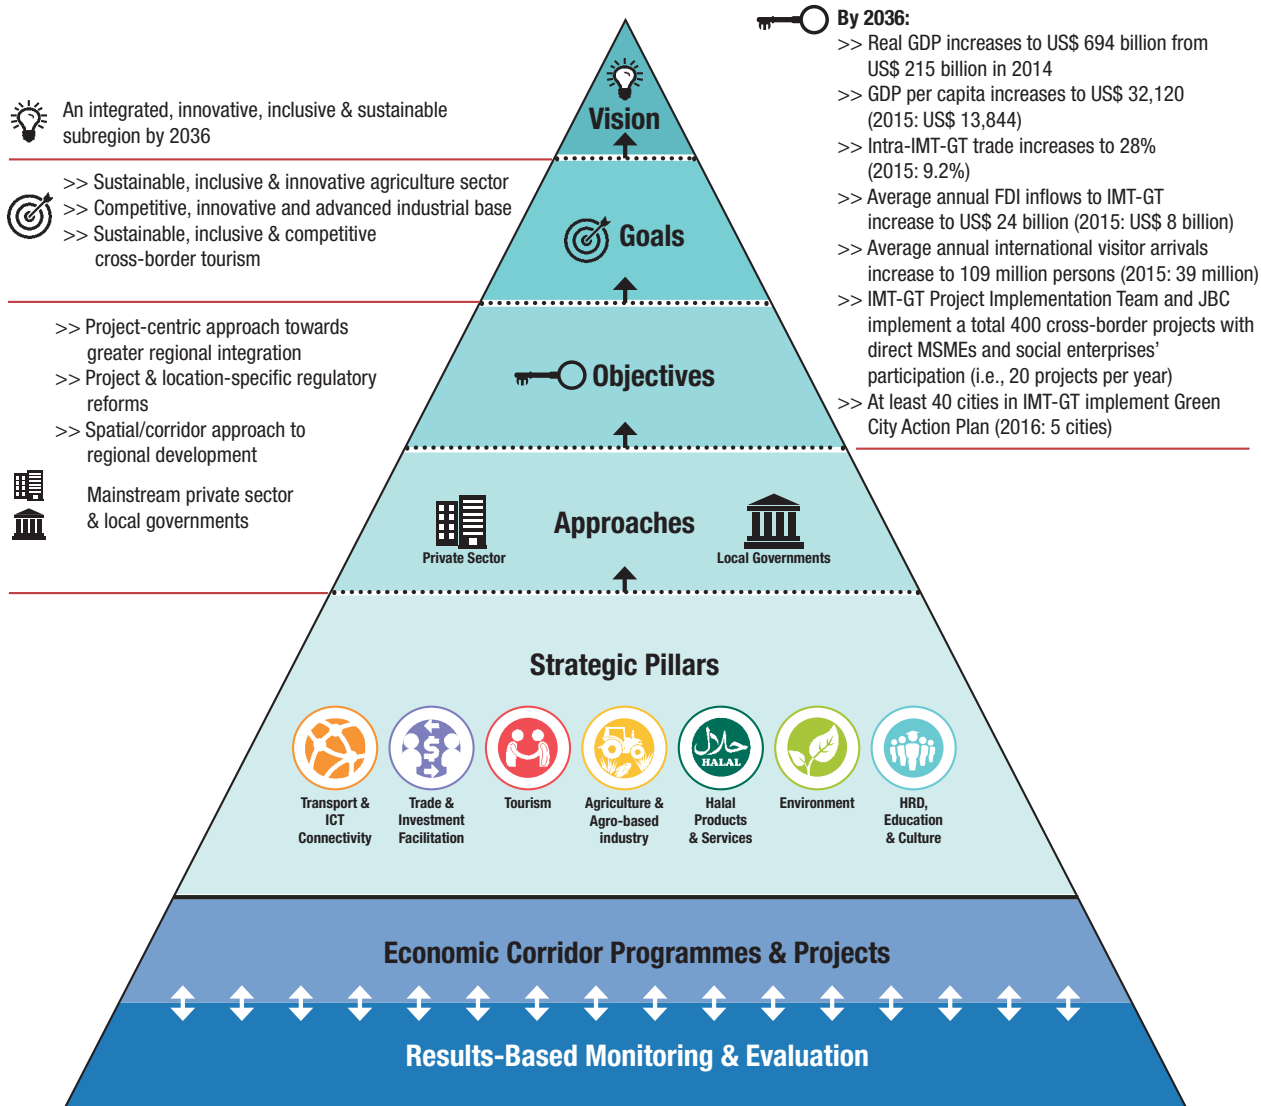 An integrated, innovative, inclusive & sustainable
subregion by 2036
>> Sustainable, inclusive & innovative agriculture sector
>> Competitive, innovative and advanced industrial base
>> Sustainable, inclusive & competitive
cross-border tourism
>> Project-centric approach towards
greater regional integration
>> Project & location-specific regulatory
reforms
>> Spatial/corridor approach to
regional development
Mainstream private sector
& local governments
By 2036:
>> Real GDP increases to US$ 694 billion from
US$ 215 billion in 2014
>> GDP per capita increases to US$ 32,120
(2015: US$ 13,844)
>> Intra-IMT-GT trade increases to 28%
(2015: 9.2%)
>> Average annual FDI inflows to IMT-GT
increase to US$ 24 billion (2015: US$ 8 billion)
>> Average annual international visitor arrivals
increase to 109 million persons (2015: 39 million)
>> IMT-GT Project Implementation Team and JBC
implement a total 400 cross-border projects with
direct MSMEs and social enterprises’
participation (i.e., 20 projects per year)
>> At least 40 cities in IMT-GT implement Green
City Action Plan (2016: 5 cities)
Vision
Goals
Objectives
Approaches
Private Sector
Local Governments
Strategic Pillars
$
حلال
HALAL
Transport &
ICT
Connectivity
Trade &
Investment
Facilitation
Tourism
Agriculture &
Agro-based
industry
Halal
Products
& Services
Environment
HRD,
Education
& Culture
Economic Corridor Programmes & Projects
Results-Based Monitoring & Evaluation